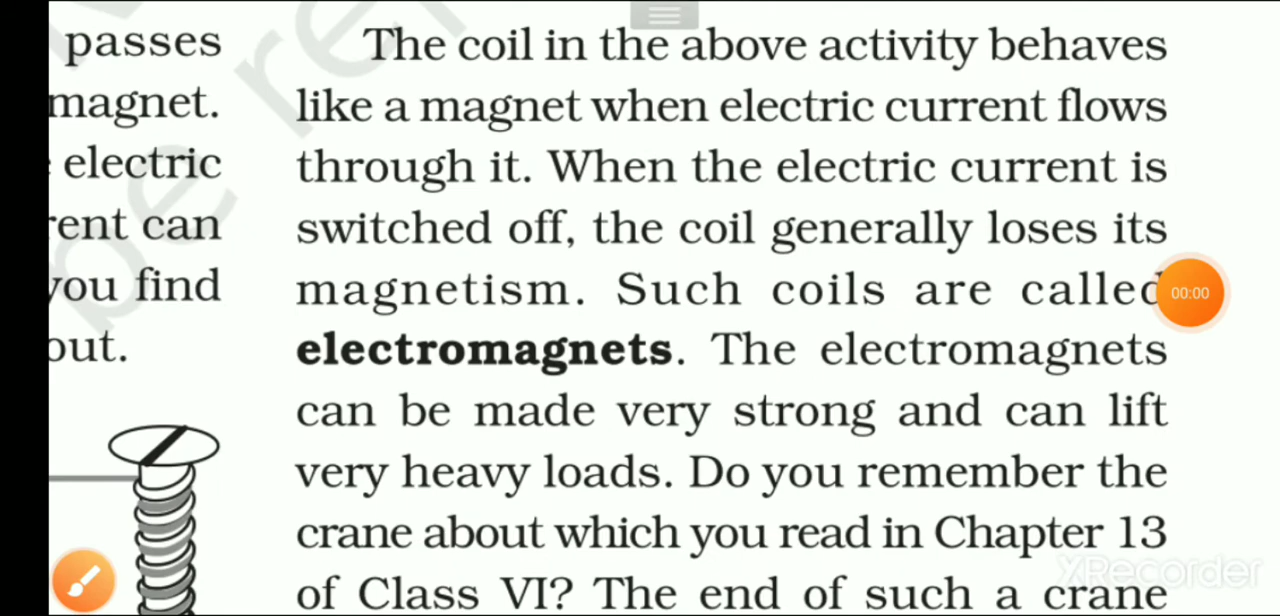 passes
magnet.
electric
can
you find
out.
The coil in the above activity behaves
like a magnet when electric current flows
through it. When the electric current is
switched off, the coil generally loses its
magnetism. Such coils are called
electromagnets. The electromagnets
can be made very strong and can lift
very heavy loads. Do you remember the
crane about which you read in Chapter 13
of Class VI? The end of such a crane
00:00
XRecorder